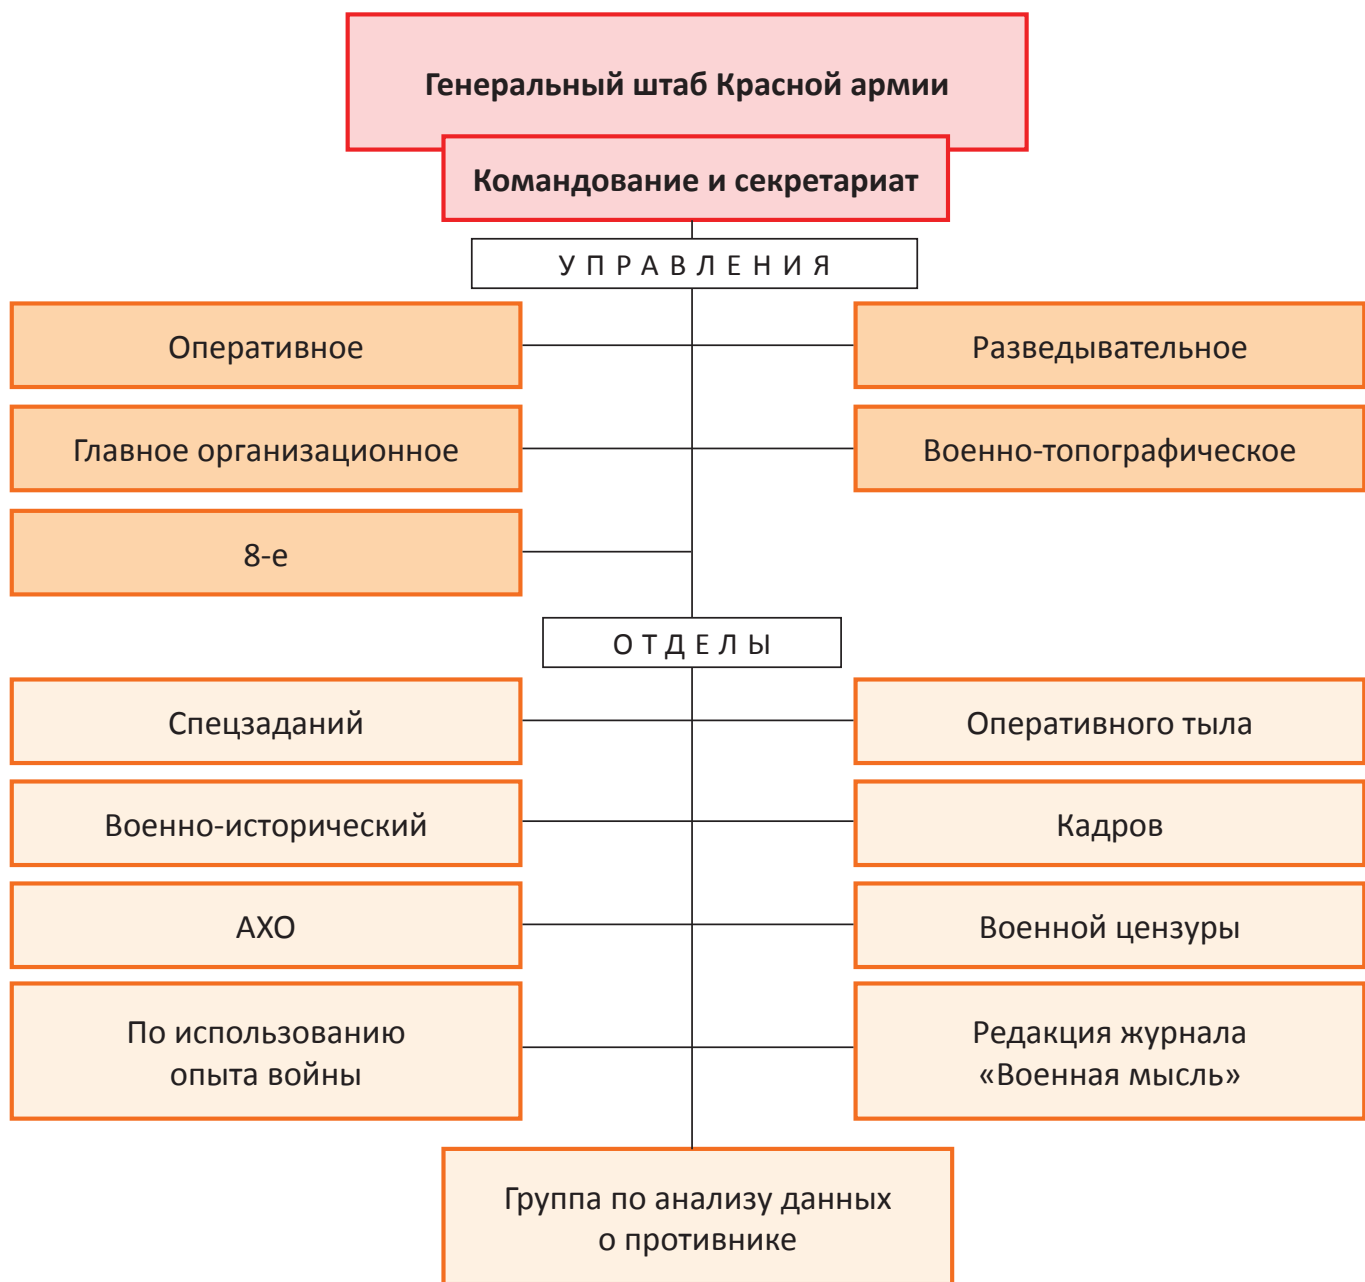 Генеральный штаб Красной армии
Командование и секретариат
УПРАВЛЕНИЯ
Оперативное
Разведывательное
Главное организационное
Военно-топографическое
8-е
ОТДЕЛЫ
Спецзаданий
Оперативного тыла
Военно-исторический
Кадров
АХО
Военной цензуры
По использованию
опыта войны
Редакция журнала
«Военная мысль»
Группа по анализу данных
о противнике